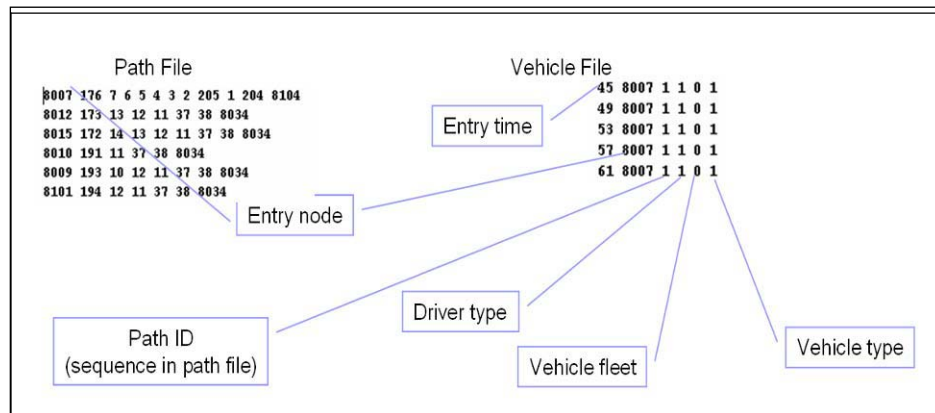 Path File
8007 176 7 6 5 4 3 2 205 1 204 8104
8012 173 13 12 11 37 38 8034
8015 172 14 13 12 11 37 38 8034
8010 191 11 37 38 8034
8009 193 10 12 11 37 38 8034
8101 194 12 11 37 38 8034
Vehicle File
45 8007 1 1 0 1
49 8007 1 1 0 1
53 8007 1 1 0 1
57 8007 1 1 0 1
61 8007 1 1 0 1
Entry time
Entry node
Driver type
Path ID
(sequence in path file)
Vehicle fleet
Vehicle type